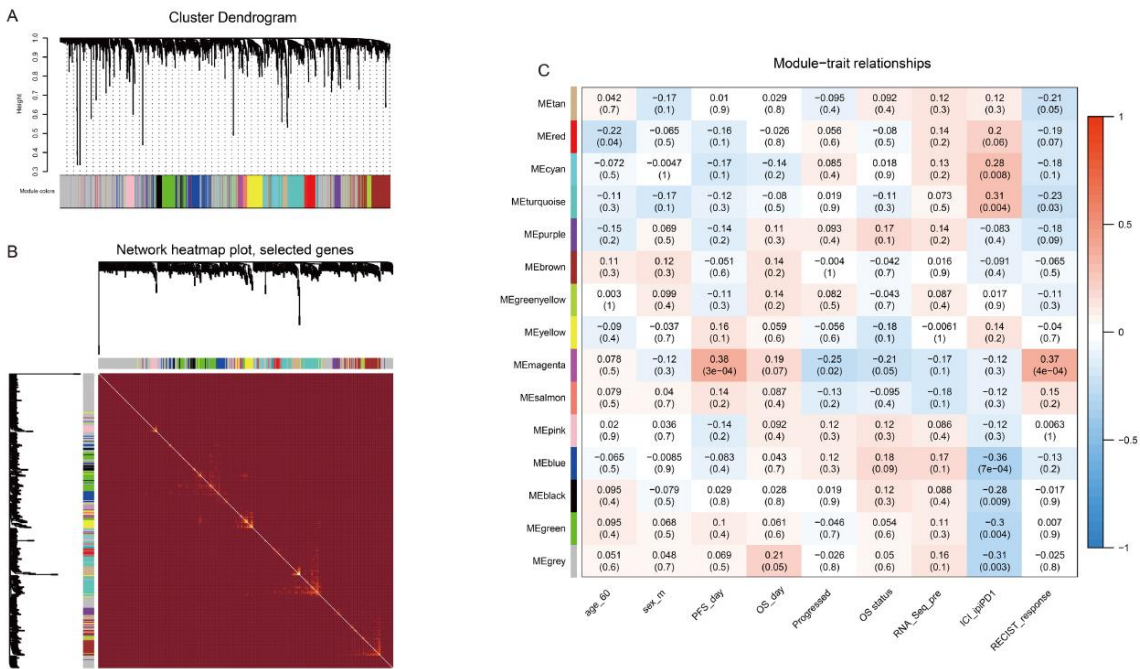 A
Cluster Dendrogram
Height
1.0
0.9
0.8
0.7
0.6
0.5
0.4
0.3
Module colors
B
Network heatmap plot, selected genes
C
Module−trait relationships
MEtan 0.042 −0.17 0.01 0.029 −0.095 0.092 0.12 0.12 −0.21
(0.7) (0.1) (0.9) (0.8) (0.4) (0.4) (0.3) (0.3) (0.05)
MEred −0.22 −0.065 −0.16 −0.026 0.056 −0.08 0.14 0.2 −0.19
(0.04) (0.5) (0.1) (0.8) (0.6) (0.5) (0.2) (0.06) (0.07)
MEcyan −0.072 −0.0047 −0.17 −0.14 0.085 0.018 0.13 0.28 −0.18
(0.5) (1) (0.1) (0.2) (0.4) (0.9) (0.2) (0.008) (0.1)
MEturquoise −0.11 −0.17 −0.12 −0.08 0.019 −0.11 0.073 0.31 −0.23
(0.3) (0.1) (0.3) (0.5) (0.9) (0.3) (0.5) (0.004) (0.03)
MEpurple −0.15 0.069 −0.14 0.11 0.093 0.17 0.14 −0.083 −0.18
(0.2) (0.5) (0.2) (0.3) (0.4) (0.1) (0.2) (0.4) (0.09)
MEbrown 0.11 0.12 −0.051 0.14 −0.004 −0.042 0.016 −0.091 −0.065
(0.3) (0.3) (0.6) (0.2) (1) (0.7) (0.9) (0.4) (0.5)
MEgreenyellow 0.003 0.099 −0.11 0.14 0.082 −0.043 0.087 0.017 −0.11
(1) (0.4) (0.3) (0.2) (0.5) (0.7) (0.4) (0.9) (0.3)
MEyellow −0.09 −0.037 0.16 0.059 −0.056 −0.18 −0.0061 0.14 −0.04
(0.4) (0.7) (0.1) (0.6) (0.6) (0.1) (1) (0.2) (0.7)
MEmagenta 0.078 −0.12 0.38 0.19 −0.25 −0.21 −0.17 −0.12 0.37
(0.5) (0.3) (3e−04) (0.07) (0.02) (0.05) (0.1) (0.3) (4e−04)
MEsalmon 0.079 0.04 0.14 0.087 −0.13 −0.095 −0.18 −0.12 0.15
(0.5) (0.7) (0.2) (0.4) (0.2) (0.4) (0.1) (0.3) (0.2)
MEpink 0.02 0.036 −0.14 0.092 0.12 0.12 0.086 −0.12 0.0063
(0.9) (0.7) (0.2) (0.4) (0.3) (0.3) (0.4) (0.3) (1)
MEblue −0.065 −0.0085 −0.083 0.043 0.12 0.18 0.17 −0.36 −0.13
(0.5) (0.9) (0.4) (0.7) (0.3) (0.09) (0.1) (7e−04) (0.2)
MEblack 0.095 −0.079 0.029 0.028 0.019 0.12 0.088 −0.28 −0.017
(0.4) (0.5) (0.8) (0.8) (0.9) (0.3) (0.4) (0.009) (0.9)
MEgreen 0.095 0.068 0.1 0.061 −0.046 0.054 0.11 −0.3 0.007
(0.4) (0.5) (0.4) (0.6) (0.7) (0.6) (0.3) (0.004) (0.9)
MEgrey 0.051 0.048 0.069 0.21 −0.026 0.05 0.16 −0.31 −0.025
(0.6) (0.7) (0.5) (0.05) (0.8) (0.6) (0.1) (0.003) (0.8)
age_60 sex_m PFS_day OS_day Progressed OS status RNA_Seq_pre ICI_ipiPD1 RECIST_response
1
0.5
0
−0.5
−1